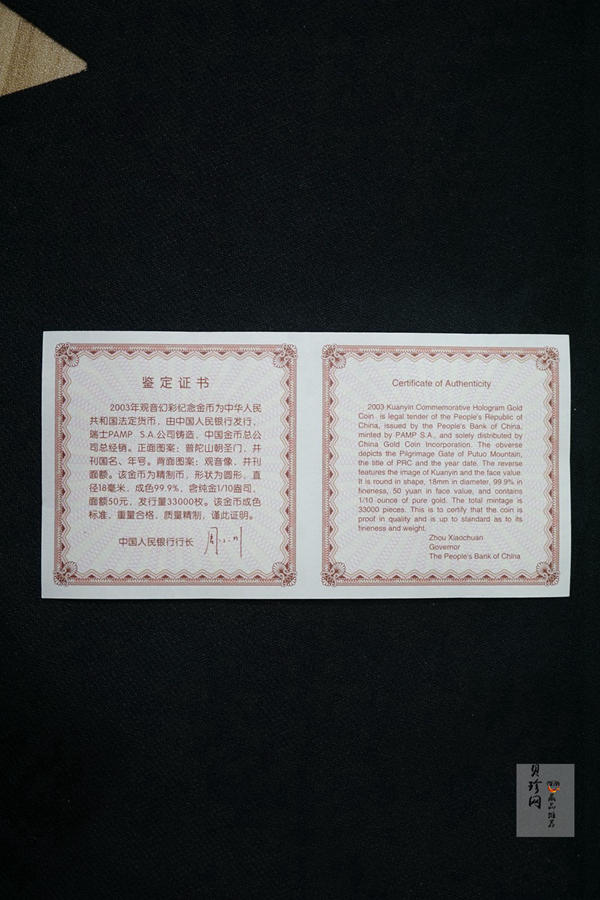 鉴定证书
2003年观音幻彩纪念金币为中华人民
共和国法定货币，由中国人民银行发行，
瑞士PAMP S.A.公司铸造，中国金币总公
司总经销。正面图案：普陀山朝圣门，并
刊国名、年号。背面图案：观音像，并刊
面额。该金币为精制币，形状为圆形，直
径18毫米，成色99.9%，含纯金1/10盎司，
面额50元，发行量33000枚。该金币成色
标准，重量合格，质量精制，谨此证明。
中国人民银行行长
Certificate of Authenticity
2003 Kuanyin Commemorative Hologram Gold
Coin is legal tender of the People's Republic of
China, issued by the People's Bank of China,
minted by PAMP S.A., and solely distributed by
China Gold Coin Incorporation. The obverse
depicts the Pilgrimage Gate of Putuo Mountain,
the title of PRC and the year date. The reverse
features the image of Kuanyin and the face value.
It is round in shape, 18mm in diameter, 99.9% in
fineness, 50 yuan in face value, and contains
1/10 ounce of pure gold. The total mintage is
33000 pieces. This is to certify that the coin is
proof in quality and is up to standard as to its
fineness and weight.
Zhou Xiaochuan
Governor
The People's Bank of China